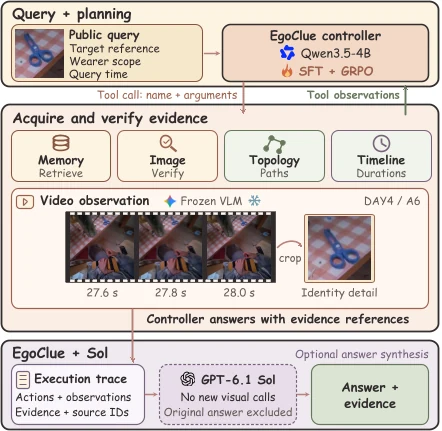 Query + planning
Public query
Target reference
Wearer scope
Query time
EgoClue controller
Qwen3.5-4B
SFT + GRPO
Tool call: name + arguments
Tool observations
Acquire and verify evidence
Memory
Retrieve
Image
Verify
Topology
Paths
Timeline
Durations
Video observation
Frozen VLM
DAY4 / A6
crop
27.6 s
27.8 s
28.0 s
Identity detail
Controller answers with evidence references
EgoClue + Sol
Optional answer synthesis
Execution trace
Actions + observations
Evidence + source IDs
GPT-6.1 Sol
No new visual calls
Original answer excluded
Answer +
evidence